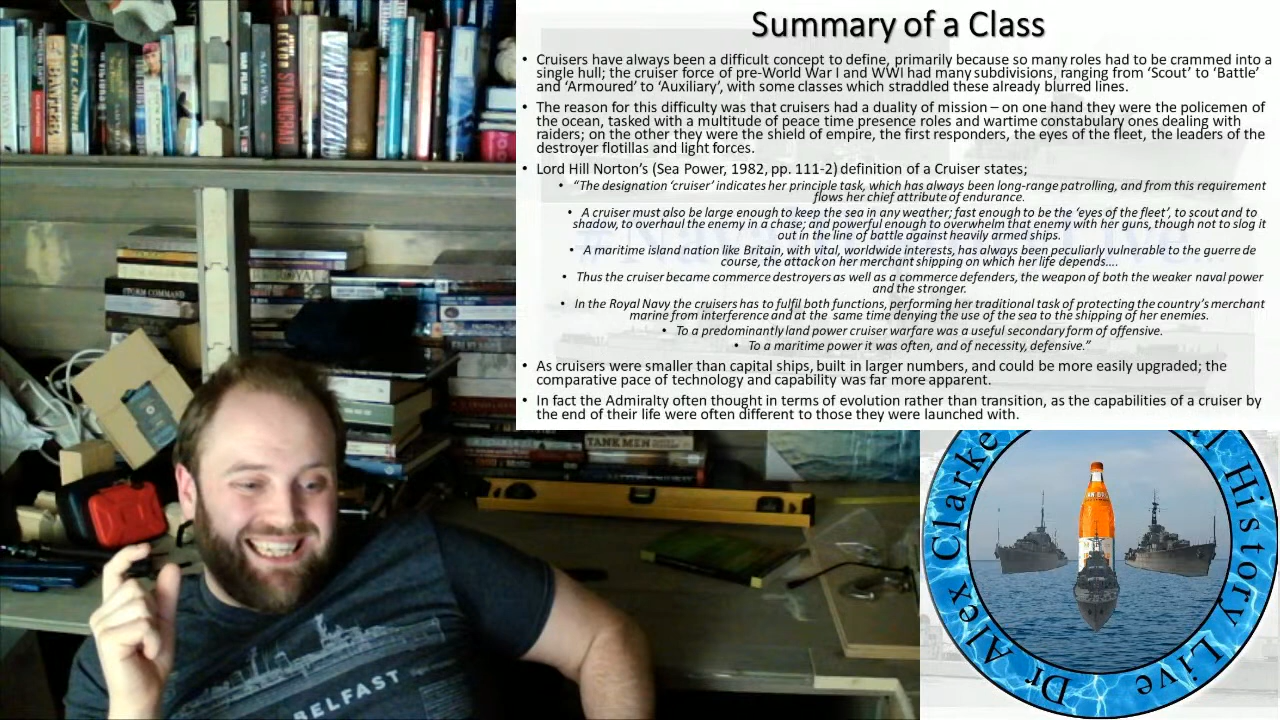 Summary of a Class
• Cruisers have always been a difficult concept to define, primarily because so many roles had to be crammed into a
single hull; the cruiser force of pre-World War I and WWI had many subdivisions, ranging from ‘Scout’ to ‘Battle’
and ‘Armoured’ to ‘Auxiliary’, with some classes which straddled these already blurred lines.
• The reason for this difficulty was that cruisers had a duality of mission – on one hand they were the policemen of
the ocean, tasked with a multitude of peace time presence roles and wartime constabulary ones dealing with
raiders; on the other they were the shield of empire, the first responders, the eyes of the fleet, the leaders of the
destroyer flotillas and light forces.
• Lord Hill Norton’s (Sea Power, 1982, pp. 111-2) definition of a Cruiser states;
• “The designation ‘cruiser’ indicates her principle task, which has always been long-range patrolling, and from this requirement
flows her chief attribute of endurance.
• A cruiser must also be large enough to keep the sea in any weather; fast enough to be the ‘eyes of the fleet’, to scout and to
shadow, to overhaul the enemy in a chase; and powerful enough to overwhelm that enemy with her guns, though not to slog it
out in the line of battle against heavily armed ships.
• A maritime island nation like Britain, with vital, worldwide interests, has always been peculiarly vulnerable to the guerre de
course, the attack on her merchant shipping on which her life depends....
• Thus the cruiser became commerce destroyers as well as a commerce defenders, the weapon of both the weaker naval power
and the stronger.
• In the Royal Navy the cruisers has to fulfil both functions, performing her traditional task of protecting the country’s merchant
marine from interference and at the same time denying the use of the sea to the shipping of her enemies.
• To a predominantly land power cruiser warfare was a useful secondary form of offensive.
• To a maritime power it was often, and of necessity, defensive.”
• As cruisers were smaller than capital ships, built in larger numbers, and could be more easily upgraded; the
comparative pace of technology and capability was far more apparent.
• In fact the Admiralty often thought in terms of evolution rather than transition, as the capabilities of a cruiser by
the end of their life were often different to those they were launched with.
STALINGRAD
STORM COMMAND
TANK MEN
BELFAST
Dr Alex Clarke
History Live